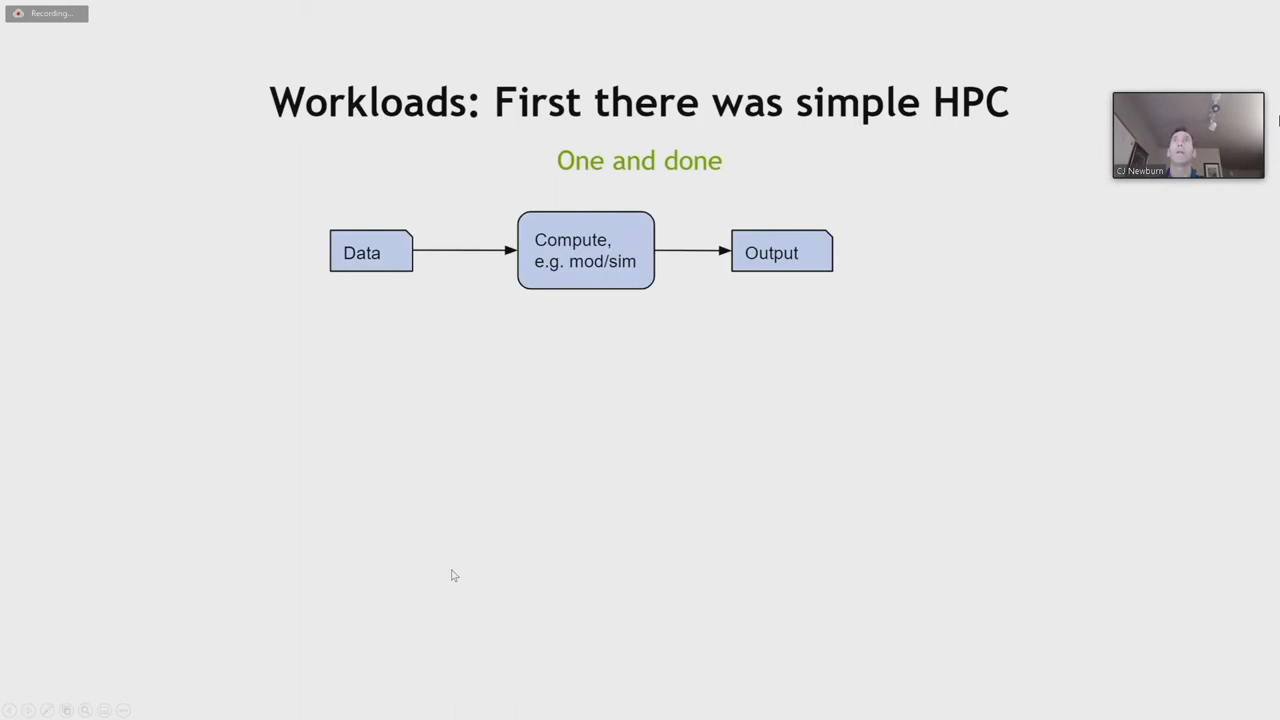 Recording...
Workloads: First there was simple HPC
One and done
CJ Newburn
Data
Compute,
e.g. mod/sim
Output